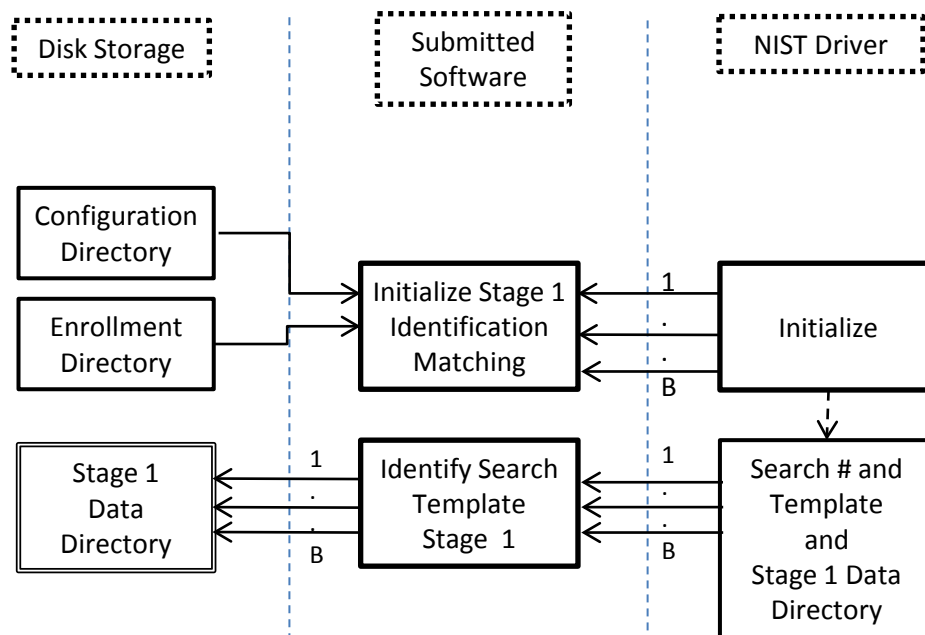 Disk Storage
Submitted
Software
NIST Driver
Configuration
Directory
Enrollment
Directory
Initialize Stage 1
Identification
Matching
1
.
.
B
Initialize
Stage 1
Data
Directory
1
.
.
B
Identify Search
Template
Stage 1
1
.
.
B
Search # and
Template
and
Stage 1 Data
Directory